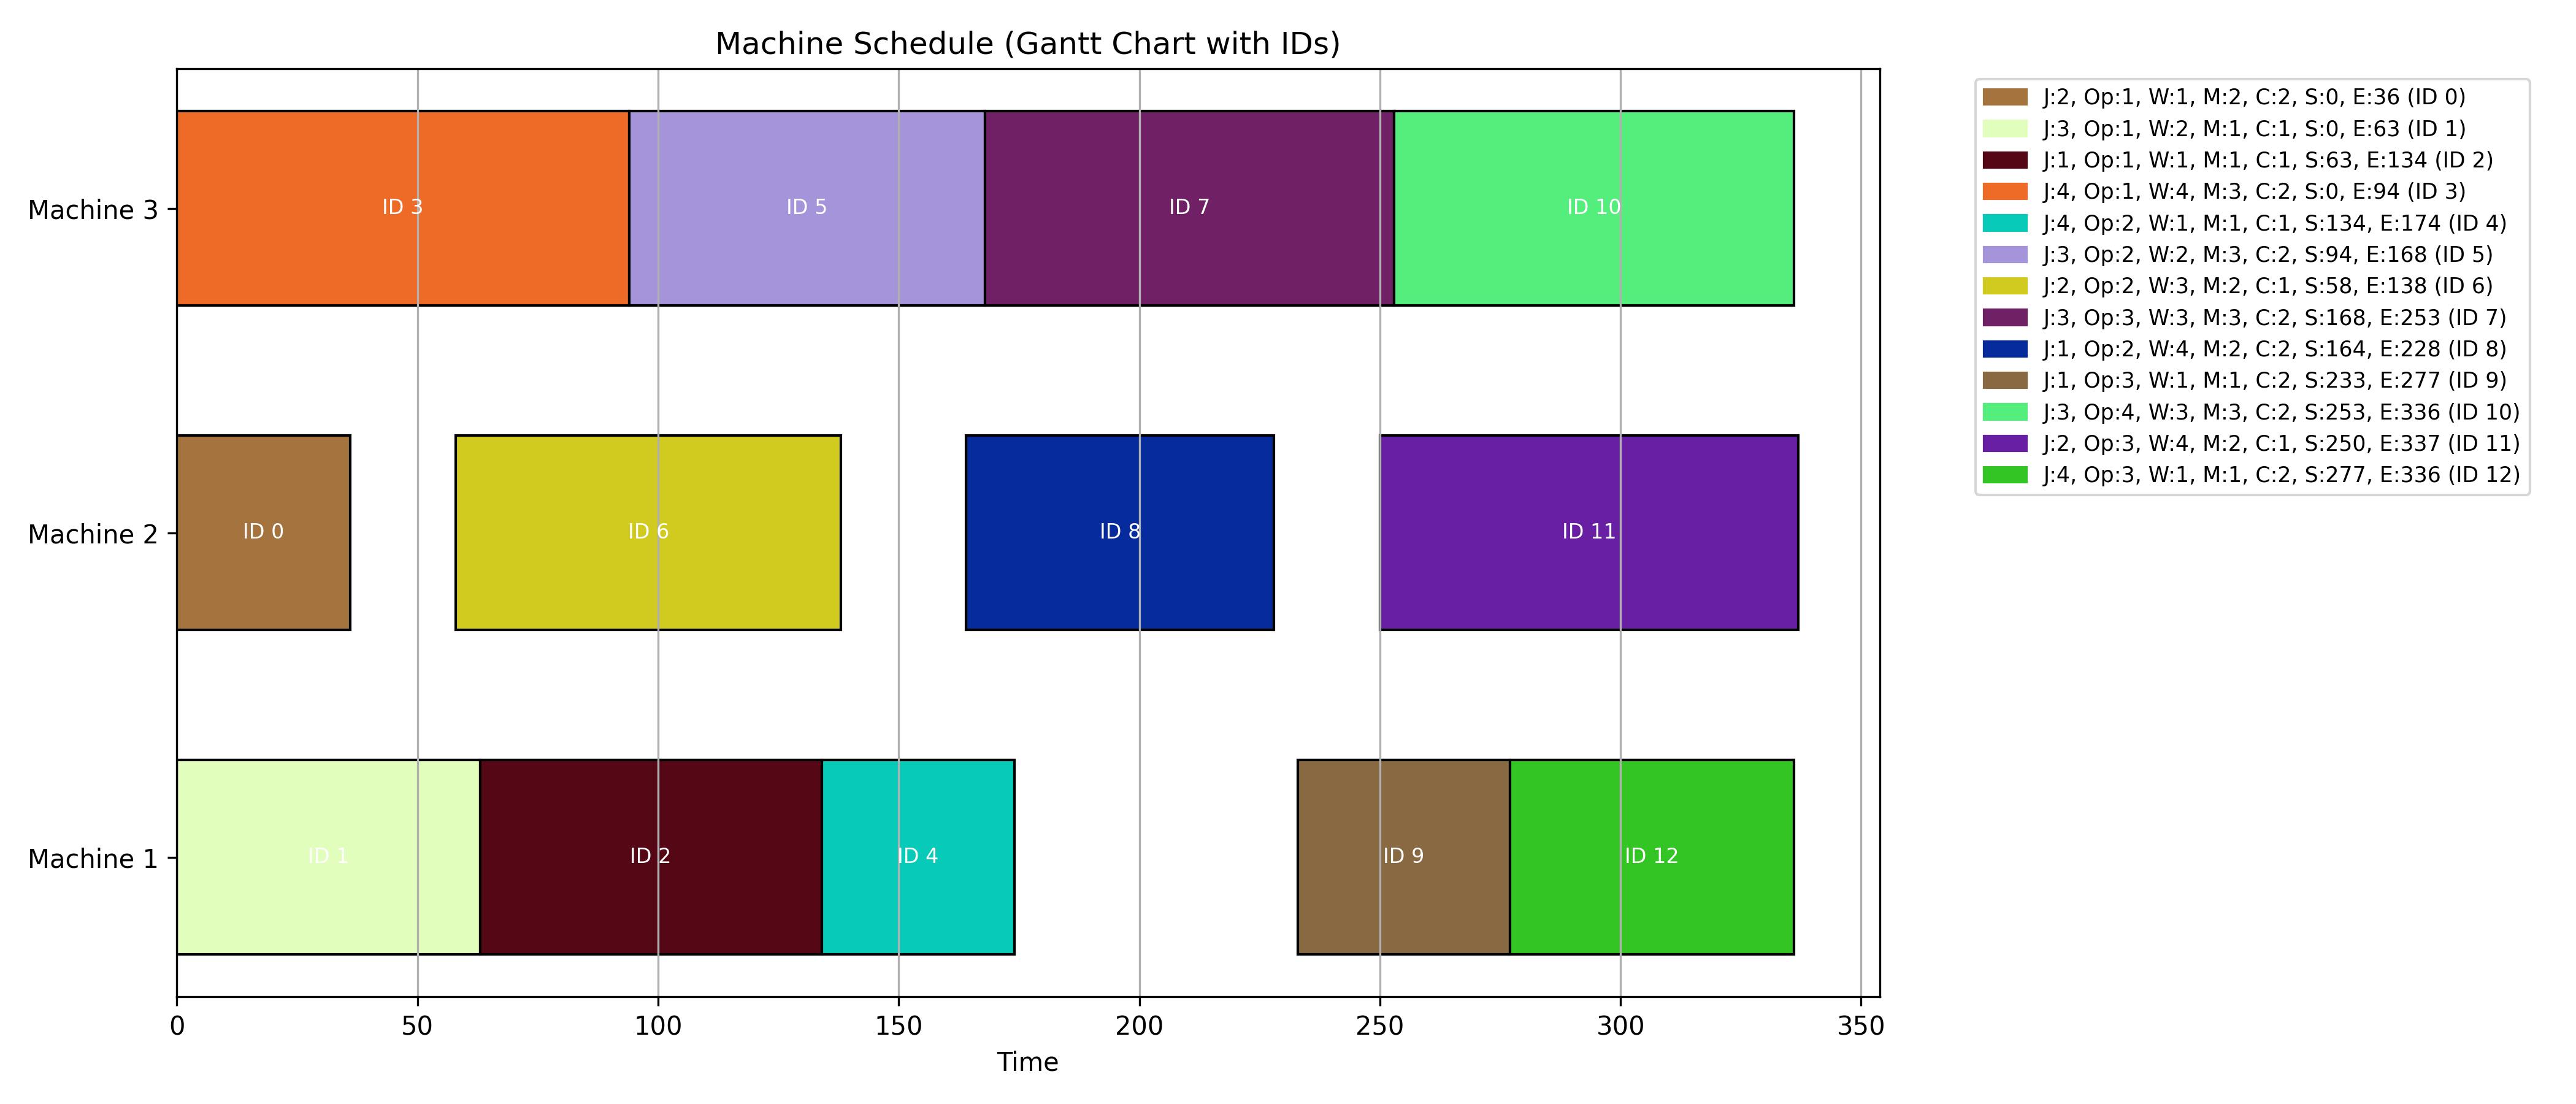 Machine Schedule (Gantt Chart with IDs)
Machine 3
ID 3
ID 5
ID 7
ID 10
Machine 2
ID 0
ID 6
ID 8
ID 11
Machine 1
ID 1
ID 2
ID 4
ID 9
ID 12
0 50 100 150 200 250 300 350
Time
J:2, Op:1, W:1, M:2, C:2, S:0, E:36 (ID 0)
J:3, Op:1, W:2, M:1, C:1, S:0, E:63 (ID 1)
J:1, Op:1, W:1, M:1, C:1, S:63, E:134 (ID 2)
J:4, Op:1, W:4, M:3, C:2, S:0, E:94 (ID 3)
J:4, Op:2, W:1, M:1, C:1, S:134, E:174 (ID 4)
J:3, Op:2, W:2, M:3, C:2, S:94, E:168 (ID 5)
J:2, Op:2, W:3, M:2, C:1, S:58, E:138 (ID 6)
J:3, Op:3, W:3, M:3, C:2, S:168, E:253 (ID 7)
J:1, Op:2, W:4, M:2, C:2, S:164, E:228 (ID 8)
J:1, Op:3, W:1, M:1, C:2, S:233, E:277 (ID 9)
J:3, Op:4, W:3, M:3, C:2, S:253, E:336 (ID 10)
J:2, Op:3, W:4, M:2, C:1, S:250, E:337 (ID 11)
J:4, Op:3, W:1, M:1, C:2, S:277, E:336 (ID 12)